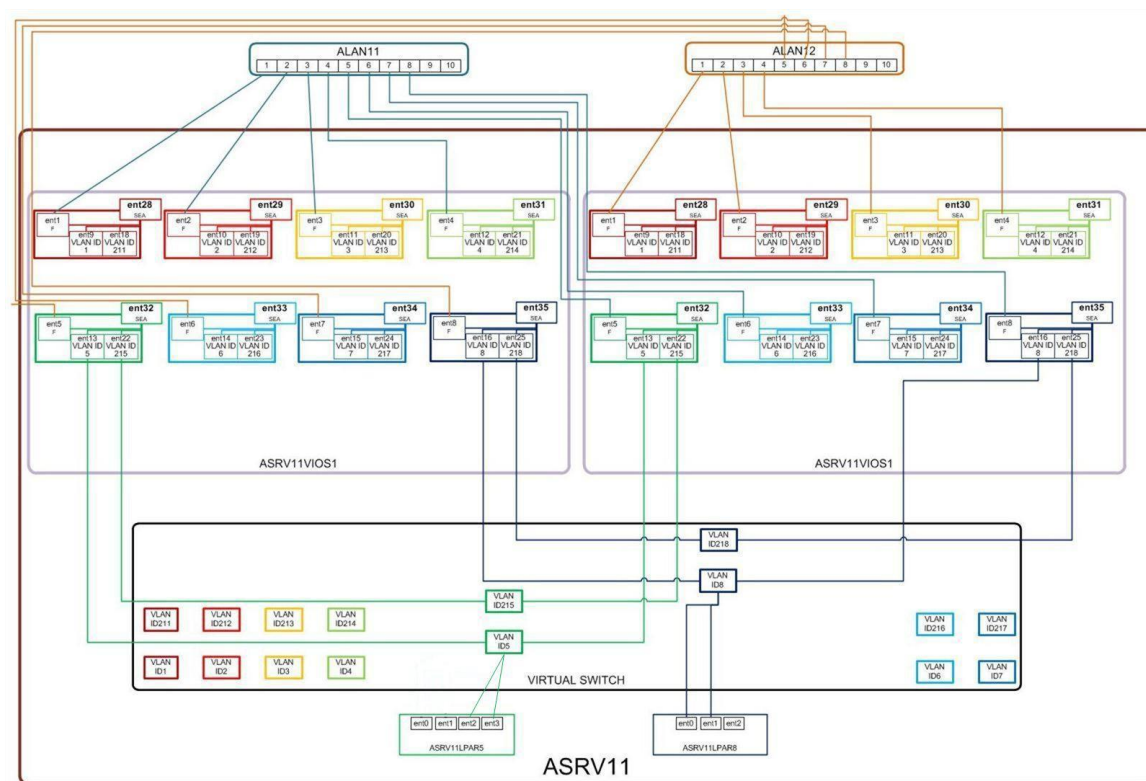 ALAN11
1 2 3 4 5 6 7 8 9 10
ALAN12
1 2 3 4 5 6 7 8 9 10
ent28
SEA
ent1
F
ent9
VLAN ID
1
ent18
VLAN ID
211
ent29
SEA
ent2
F
ent10
VLAN ID
2
ent19
VLAN ID
212
ent30
SEA
ent3
F
ent11
VLAN ID
3
ent20
VLAN ID
213
ent31
SEA
ent4
F
ent12
VLAN ID
4
ent21
VLAN ID
214
ent32
SEA
ent5
F
ent13
VLAN ID
5
ent22
VLAN ID
215
ent33
SEA
ent6
F
ent14
VLAN ID
6
ent23
VLAN ID
216
ent34
SEA
ent7
F
ent15
VLAN ID
7
ent24
VLAN ID
217
ent35
SEA
ent8
F
ent16
VLAN ID
8
ent25
VLAN ID
218
ASRV11VIOS1
ent28
SEA
ent1
F
ent9
VLAN ID
1
ent18
VLAN ID
211
ent29
SEA
ent2
F
ent10
VLAN ID
2
ent19
VLAN ID
212
ent30
SEA
ent3
F
ent11
VLAN ID
3
ent20
VLAN ID
213
ent31
SEA
ent4
F
ent12
VLAN ID
4
ent21
VLAN ID
214
ent32
SEA
ent5
F
ent13
VLAN ID
5
ent22
VLAN ID
215
ent33
SEA
ent6
F
ent14
VLAN ID
6
ent23
VLAN ID
216
ent34
SEA
ent7
F
ent15
VLAN ID
7
ent24
VLAN ID
217
ent35
SEA
ent8
F
ent16
VLAN ID
8
ent25
VLAN ID
218
ASRV11VIOS1
VLAN
ID218
VLAN
ID8
VLAN
ID215
VLAN
ID5
VLAN
ID211
VLAN
ID212
VLAN
ID213
VLAN
ID214
VLAN
ID216
VLAN
ID217
VLAN
ID1
VLAN
ID2
VLAN
ID3
VLAN
ID4
VLAN
ID6
VLAN
ID7
VIRTUAL SWITCH
ent0 ent1 ent2 ent3
ASRV11LPAR5
ent0 ent1 ent2
ASRV11LPAR8
ASRV11